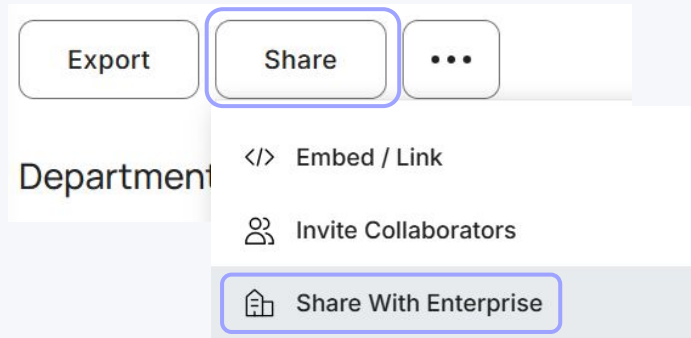 Export
Share
•••
Department
</> Embed / Link
Invite Collaborators
Share With Enterprise